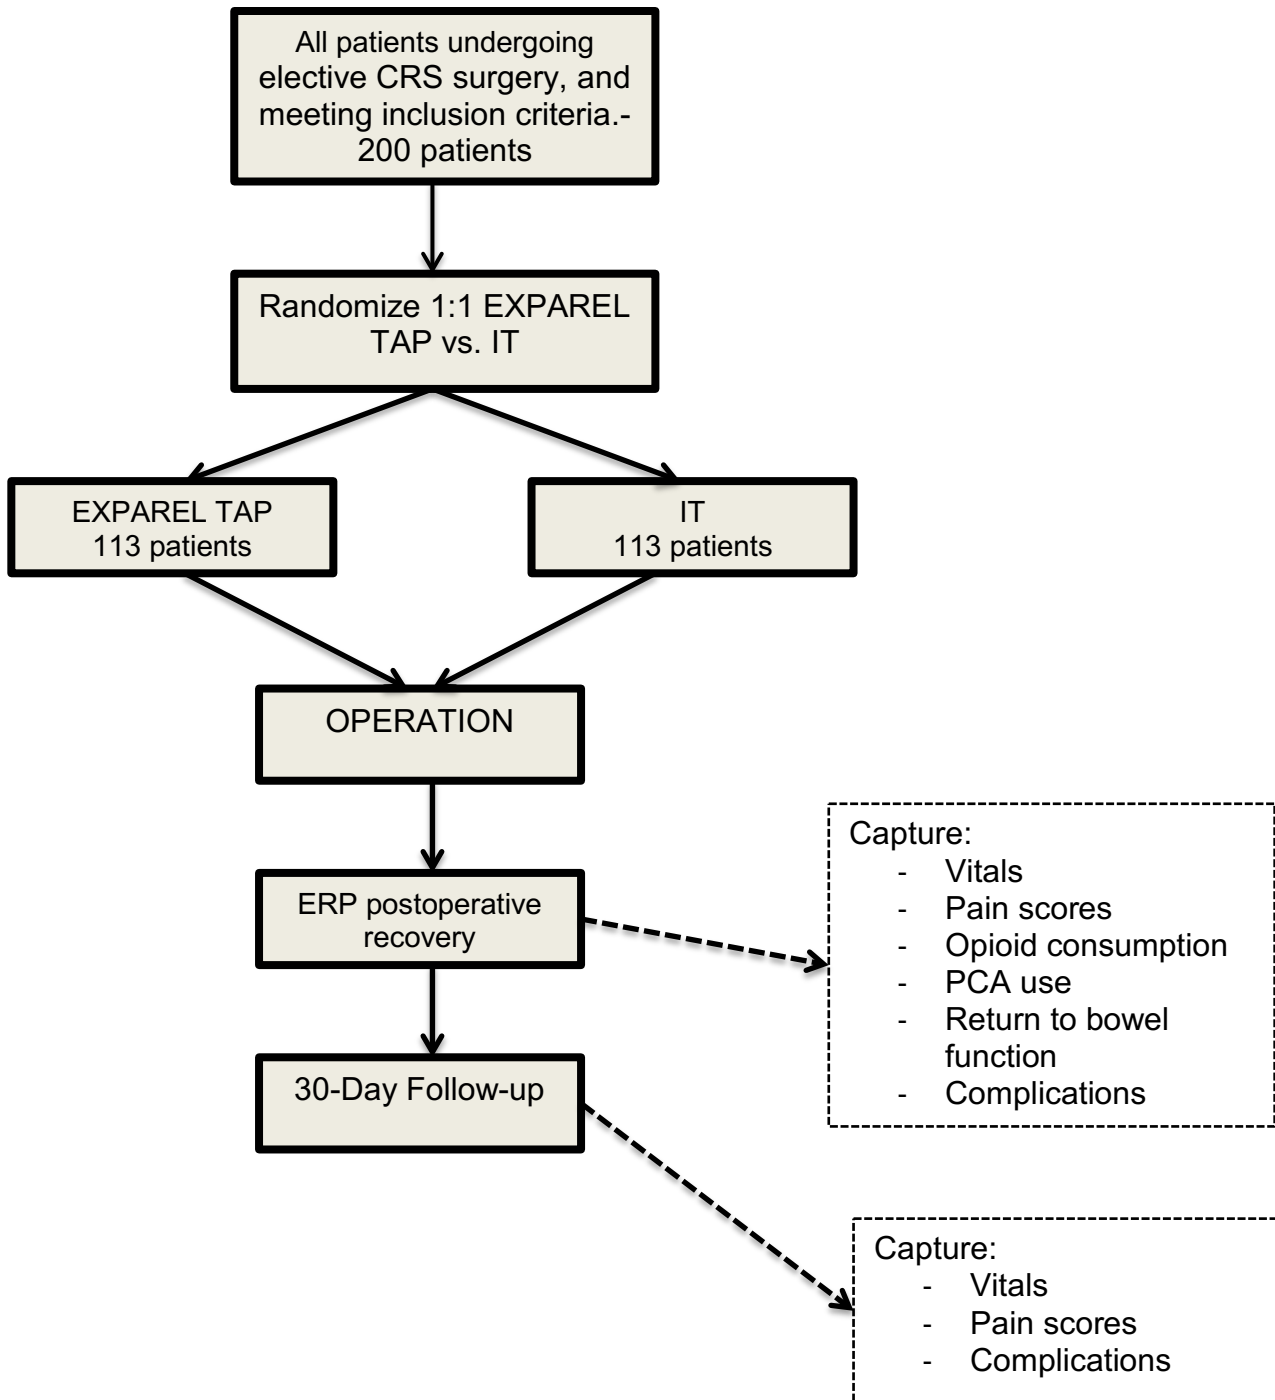 All patients undergoing
elective CRS surgery, and
meeting inclusion criteria.-
200 patients
Randomize 1:1 EXPAREL
TAP vs. IT
EXPAREL TAP
113 patients
IT
113 patients
OPERATION
ERP postoperative
recovery
Capture:
- Vitals
- Pain scores
- Opioid consumption
- PCA use
- Return to bowel
function
- Complications
30-Day Follow-up
Capture:
- Vitals
- Pain scores
- Complications